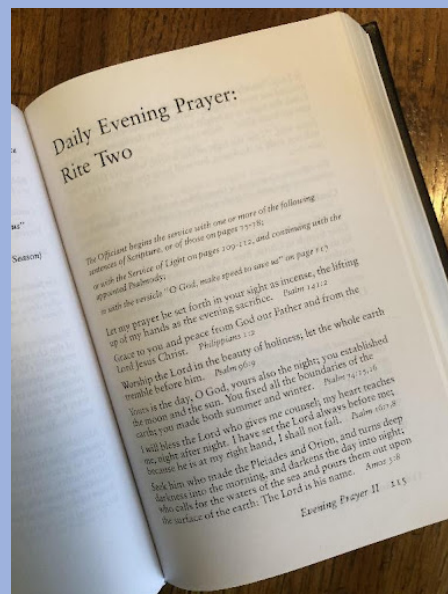 us"
Season)
Daily Evening Prayer:
Rite Two
The Officiant begins the service with one or more of the following
sentences of Scripture, or of those on pages 75-78;
or with the Service of Light on pages 109-112, and continuing with the
appointed Psalmody;
or with the versicle "O God, make speed to save us" on page 117
Let my prayer be set forth in your sight as incense, the lifting
up of my hands as the evening sacrifice. Psalm 141:2
Grace to you and peace from God our Father and from the
Lord Jesus Christ. Philippians 1:2
Worship the Lord in the beauty of holiness; let the whole earth
tremble before him. Psalm 96:9
Yours is the day, O God, yours also the night; you established
the moon and the sun. You fixed all the boundaries of the
earth; you made both summer and winter. Psalm 74:15,16
I will bless the Lord who gives me counsel; my heart teaches
me, night after night. I have set the Lord always before me;
because he is at my right hand, I shall not fall. Psalm 16:7,8
Seek him who made the Pleiades and Orion, and turns deep
darkness into the morning, and darkens the day into night;
who calls for the waters of the sea and pours them out upon
the surface of the earth: The Lord is his name. Amos 5:8
Evening Prayer II 115